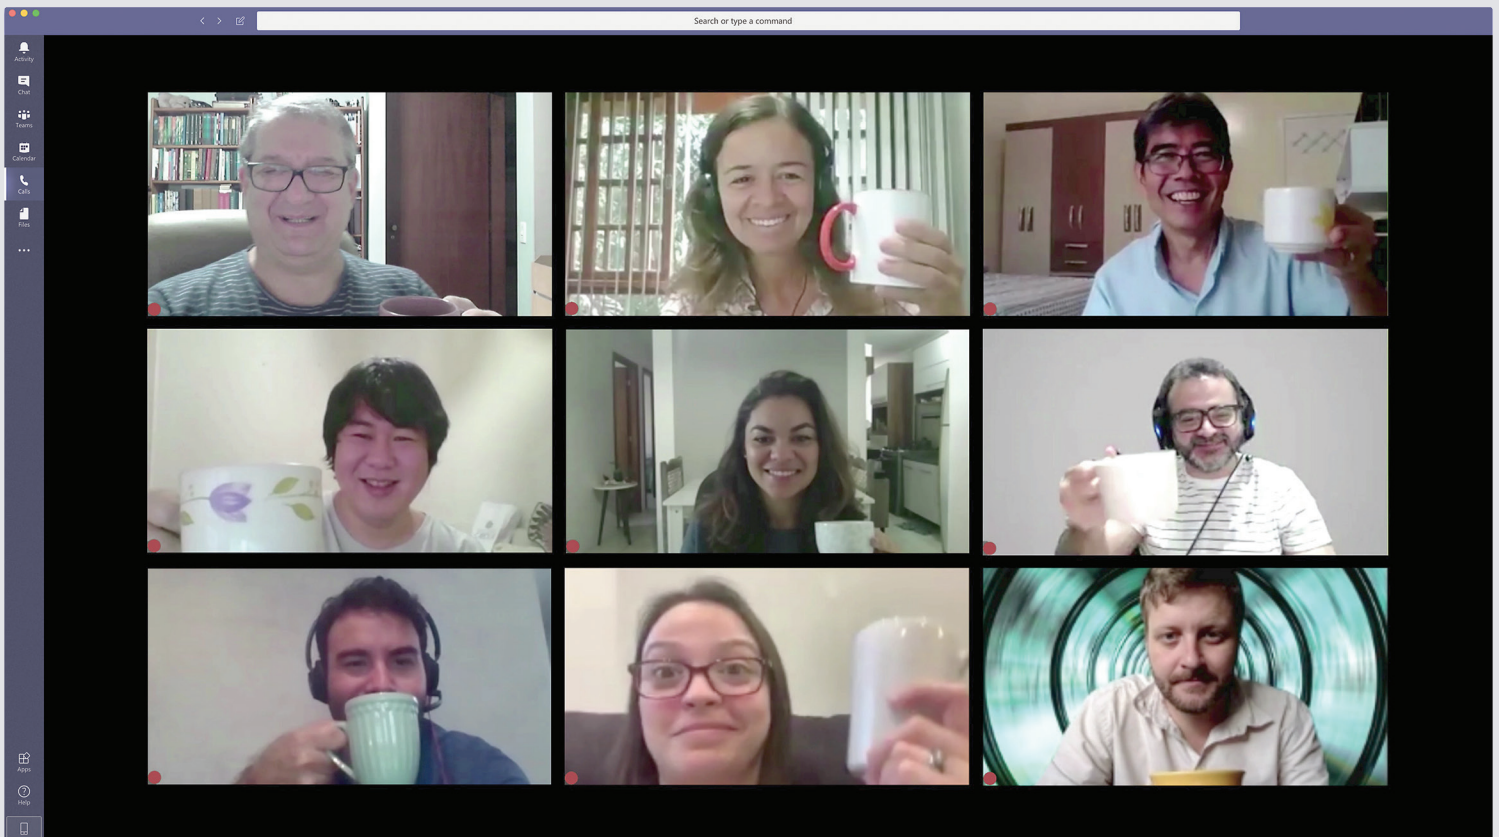 Search or type a command
Activity
Chat
Teams
Calendar
Calls
Files
Apps
Help